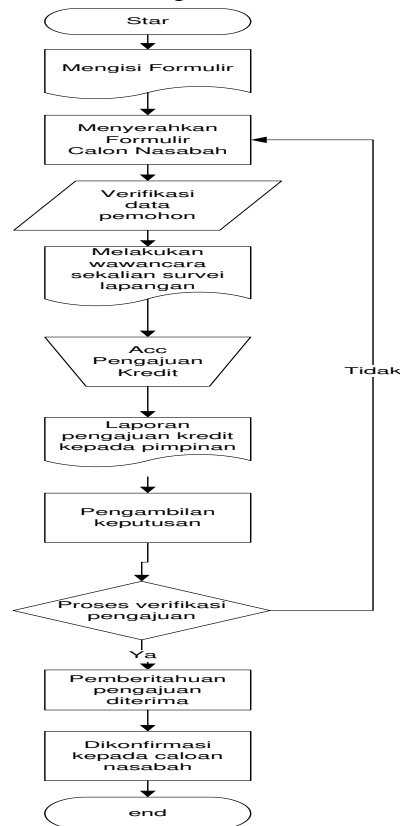 Star
Mengisi Formulir
Menyerahkan
Formulir
Calon Nasabah
Verifikasi
data
pemohon
Melakukan
wawancara
sekalian survei
lapangan
Acc
Pengajuan
Kredit
Tidak
Laporan
pengajuan kredit
kepada pimpinan
Pengambilan
keputusan
Proses verifikasi
pengajuan
Ya
Pemberitahuan
pengajuan
diterima
Dikonfirmasi
kepada caloan
nasabah
end